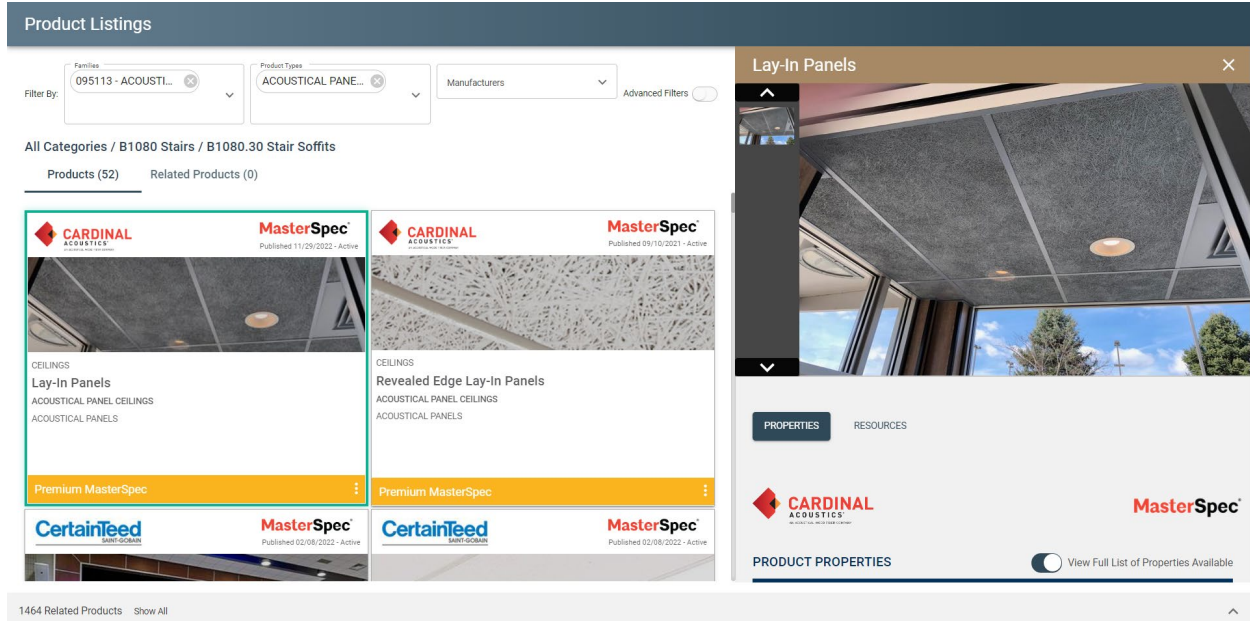 Product Listings
Filter By:
Families
095113 - ACOUSTI...
Product Types
ACOUSTICAL PANE...
Manufacturers
Advanced Filters
All Categories / B1080 Stairs / B1080.30 Stair Soffits
Products (52)
Related Products (0)
CARDINAL
ACOUSTICS
MasterSpec
Published 11/29/2022 - Active
CEILINGS
Lay-In Panels
ACOUSTICAL PANEL CEILINGS
ACOUSTICAL PANELS
Premium MasterSpec
CARDINAL
ACOUSTICS
MasterSpec
Published 09/10/2021 - Active
CEILINGS
Revealed Edge Lay-In Panels
ACOUSTICAL PANEL CEILINGS
ACOUSTICAL PANELS
Premium MasterSpec
CertainTeed
SAINT-GOBAIN
MasterSpec
Published 02/08/2022 - Active
CertainTeed
SAINT-GOBAIN
MasterSpec
Published 02/08/2022 - Active
Lay-In Panels
PROPERTIES
RESOURCES
CARDINAL
ACOUSTICS
MasterSpec
PRODUCT PROPERTIES
View Full List of Properties Available
1464 Related Products Show All